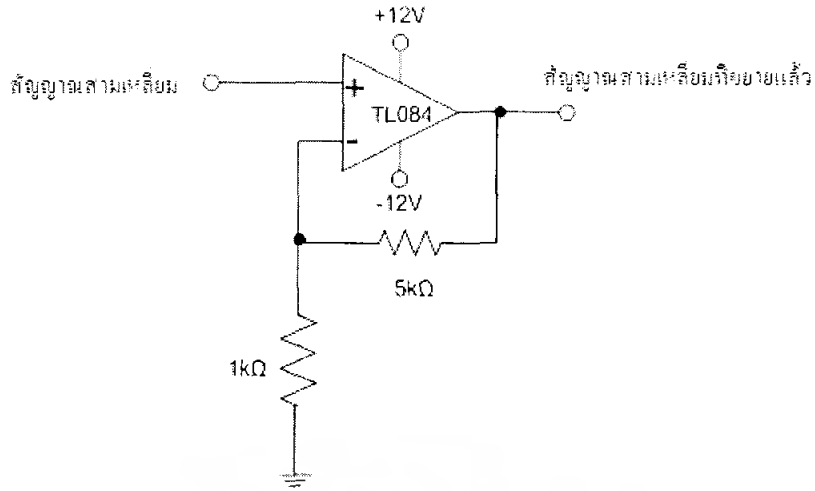 +12V
สัญญาณสามเหลี่ยม
สัญญาณสามเหลี่ยมที่ขยายแล้ว
+
TL084
-
-12V
5kΩ
1kΩ